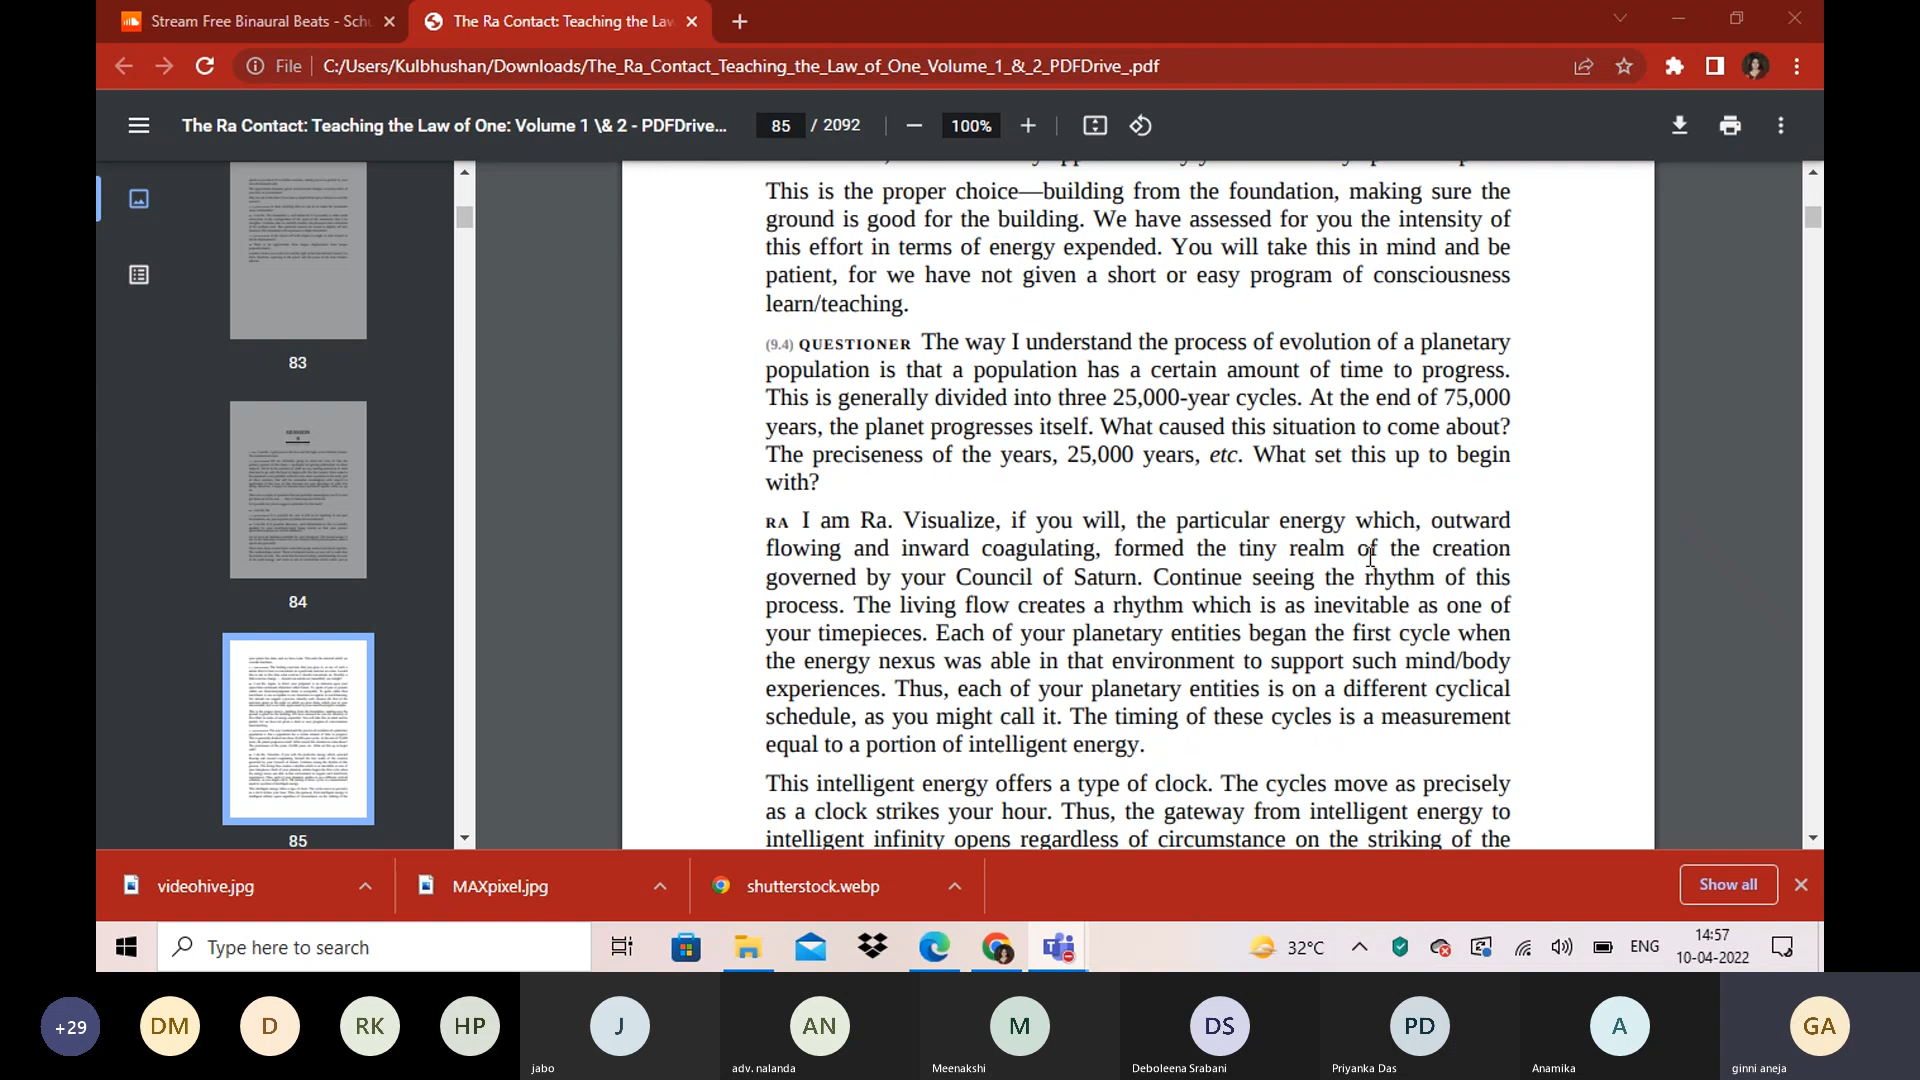 Stream Free Binaural Beats - Sch
The Ra Contact: Teaching the Law
File
C:/Users/Kulbhushan/Downloads/The_Ra_Contact_Teaching_the_Law_of_One_Volume_1_&_2_PDFDrive_.pdf
The Ra Contact: Teaching the Law of One: Volume 1 \& 2 - PDFDrive...
85 / 2092
100%
83
84
85
This is the proper choice—building from the foundation, making sure the
ground is good for the building. We have assessed for you the intensity of
this effort in terms of energy expended. You will take this in mind and be
patient, for we have not given a short or easy program of consciousness
learn/teaching.
(9.4) QUESTIONER The way I understand the process of evolution of a planetary
population is that a population has a certain amount of time to progress.
This is generally divided into three 25,000-year cycles. At the end of 75,000
years, the planet progresses itself. What caused this situation to come about?
The preciseness of the years, 25,000 years, etc. What set this up to begin
with?
RA I am Ra. Visualize, if you will, the particular energy which, outward
flowing and inward coagulating, formed the tiny realm of the creation
governed by your Council of Saturn. Continue seeing the rhythm of this
process. The living flow creates a rhythm which is as inevitable as one of
your timepieces. Each of your planetary entities began the first cycle when
the energy nexus was able in that environment to support such mind/body
experiences. Thus, each of your planetary entities is on a different cyclical
schedule, as you might call it. The timing of these cycles is a measurement
equal to a portion of intelligent energy.
This intelligent energy offers a type of clock. The cycles move as precisely
as a clock strikes your hour. Thus, the gateway from intelligent energy to
intelligent infinity opens regardless of circumstance on the striking of the
videohive.jpg
MAXpixel.jpg
shutterstock.webp
Show all
Type here to search
32°C
ENG
14:57
10-04-2022
+29
DM
D
RK
HP
J
AN
M
DS
PD
A
GA
jabo
adv. nalanda
Meenakshi
Deboleena Srabani
Priyanka Das
Anamika
ginni aneja